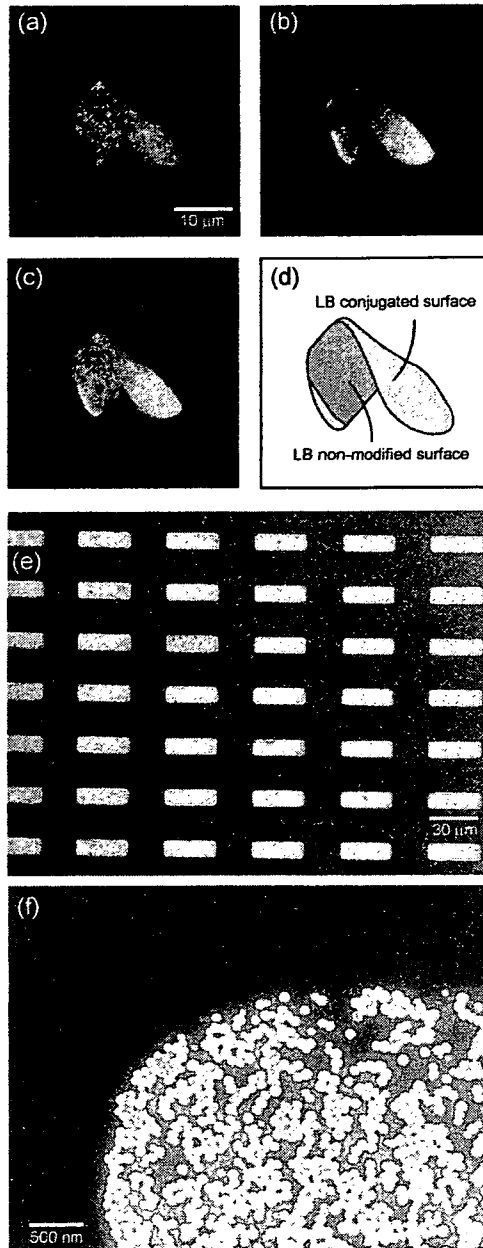 (a)
10 μm
(b)
(c)
(d)
LB conjugated surface
LB non-modified surface
(e)
30 μm
(f)
500 nm